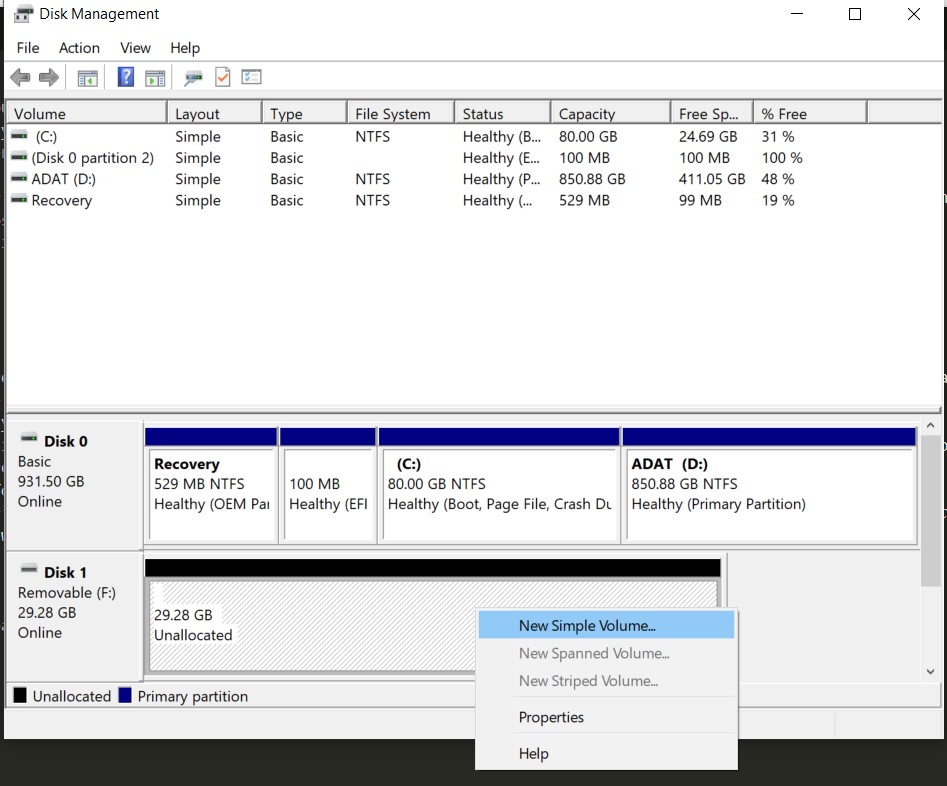 Disk Management
File Action View Help
Volume Layout Type File System Status Capacity Free Sp... % Free
(C:) Simple Basic NTFS Healthy (B... 80.00 GB 24.69 GB 31 %
(Disk 0 partition 2) Simple Basic Healthy (E... 100 MB 100 MB 100 %
ADAT (D:) Simple Basic NTFS Healthy (P... 850.88 GB 411.05 GB 48 %
Recovery Simple Basic NTFS Healthy (... 529 MB 99 MB 19 %
Disk 0
Basic
931.50 GB
Online
Recovery
529 MB NTFS
Healthy (OEM Par
100 MB
Healthy (EFI
(C:)
80.00 GB NTFS
Healthy (Boot, Page File, Crash Du
ADAT (D:)
850.88 GB NTFS
Healthy (Primary Partition)
Disk 1
Removable (F:)
29.28 GB
Online
29.28 GB
Unallocated
New Simple Volume...
New Spanned Volume...
New Striped Volume...
Properties
Help
Unallocated Primary partition